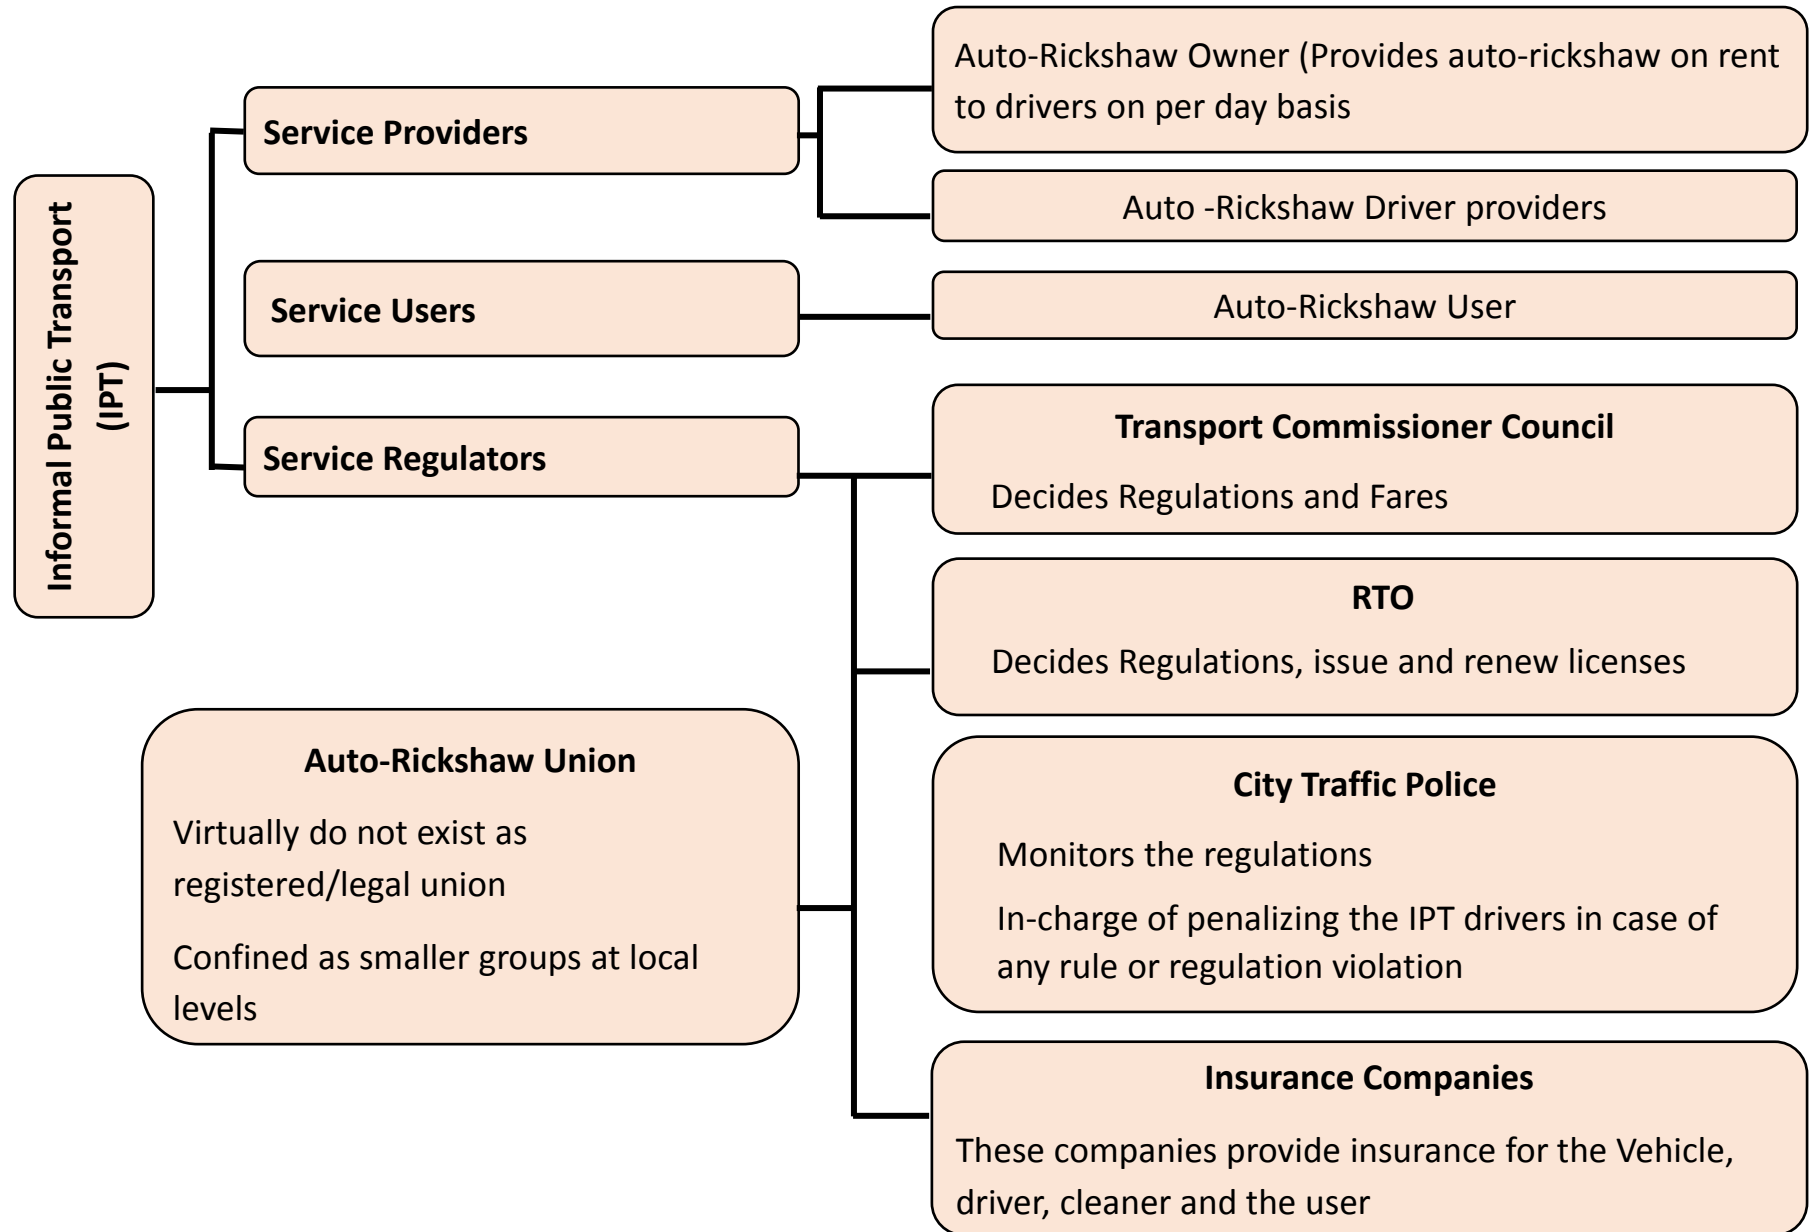 Informal Public Transport
(IPT)
Service Providers
Auto-Rickshaw Owner (Provides auto-rickshaw on rent
to drivers on per day basis
Auto -Rickshaw Driver providers
Service Users
Auto-Rickshaw User
Service Regulators
Transport Commissioner Council
Decides Regulations and Fares
RTO
Decides Regulations, issue and renew licenses
Auto-Rickshaw Union
Virtually do not exist as
registered/legal union
Confined as smaller groups at local
levels
City Traffic Police
Monitors the regulations
In-charge of penalizing the IPT drivers in case of
any rule or regulation violation
Insurance Companies
These companies provide insurance for the Vehicle,
driver, cleaner and the user